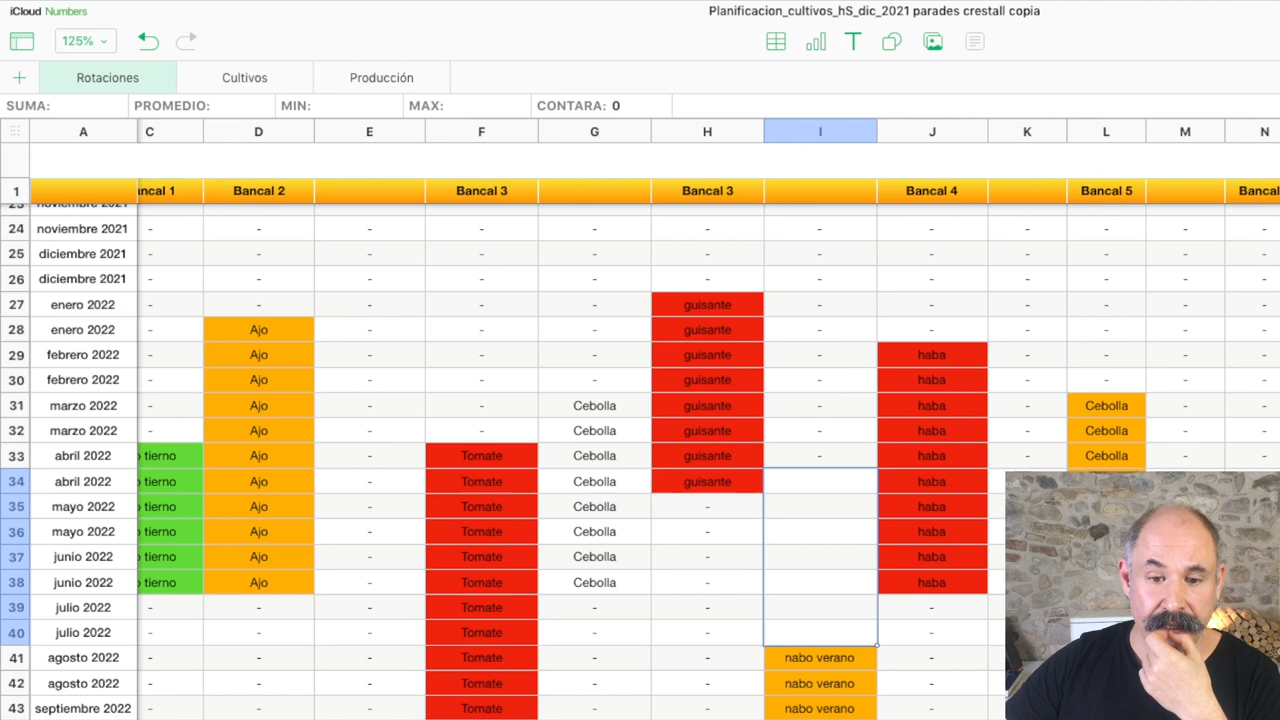 iCloud Numbers
Planificacion_cultivos_hS_dic_2021 parades crestall copia
125%
Rotaciones Cultivos Producción
SUMA: PROMEDIO: MIN: MAX: CONTARA: 0
A C D E F G H I J K L M N
1 ncal 1 Bancal 2 Bancal 3 Bancal 3 Bancal 4 Bancal 5 Bancal
23 noviembre 2021
24 noviembre 2021 - - - - - - - - - - - -
25 diciembre 2021 - - - - - - - - - - - -
26 diciembre 2021 - - - - - - - - - - - -
27 enero 2022 - - - - - guisante - - - - - -
28 enero 2022 - Ajo - - - guisante - - - - - -
29 febrero 2022 - Ajo - - - guisante - haba - - - -
30 febrero 2022 - Ajo - - - guisante - haba - - - -
31 marzo 2022 - Ajo - - Cebolla guisante - haba - Cebolla - -
32 marzo 2022 - Ajo - - Cebolla guisante - haba - Cebolla - -
33 abril 2022 tierno Ajo - Tomate Cebolla guisante - haba - Cebolla - -
34 abril 2022 tierno Ajo - Tomate Cebolla guisante haba
35 mayo 2022 tierno Ajo - Tomate Cebolla - haba
36 mayo 2022 tierno Ajo - Tomate Cebolla - haba
37 junio 2022 tierno Ajo - Tomate Cebolla - haba
38 junio 2022 tierno Ajo - Tomate Cebolla - haba
39 julio 2022 - - - Tomate - - -
40 julio 2022 - - - Tomate - - -
41 agosto 2022 - - - Tomate - - nabo verano -
42 agosto 2022 - - - Tomate - - nabo verano -
43 septiembre 2022 - - - Tomate - - nabo verano -